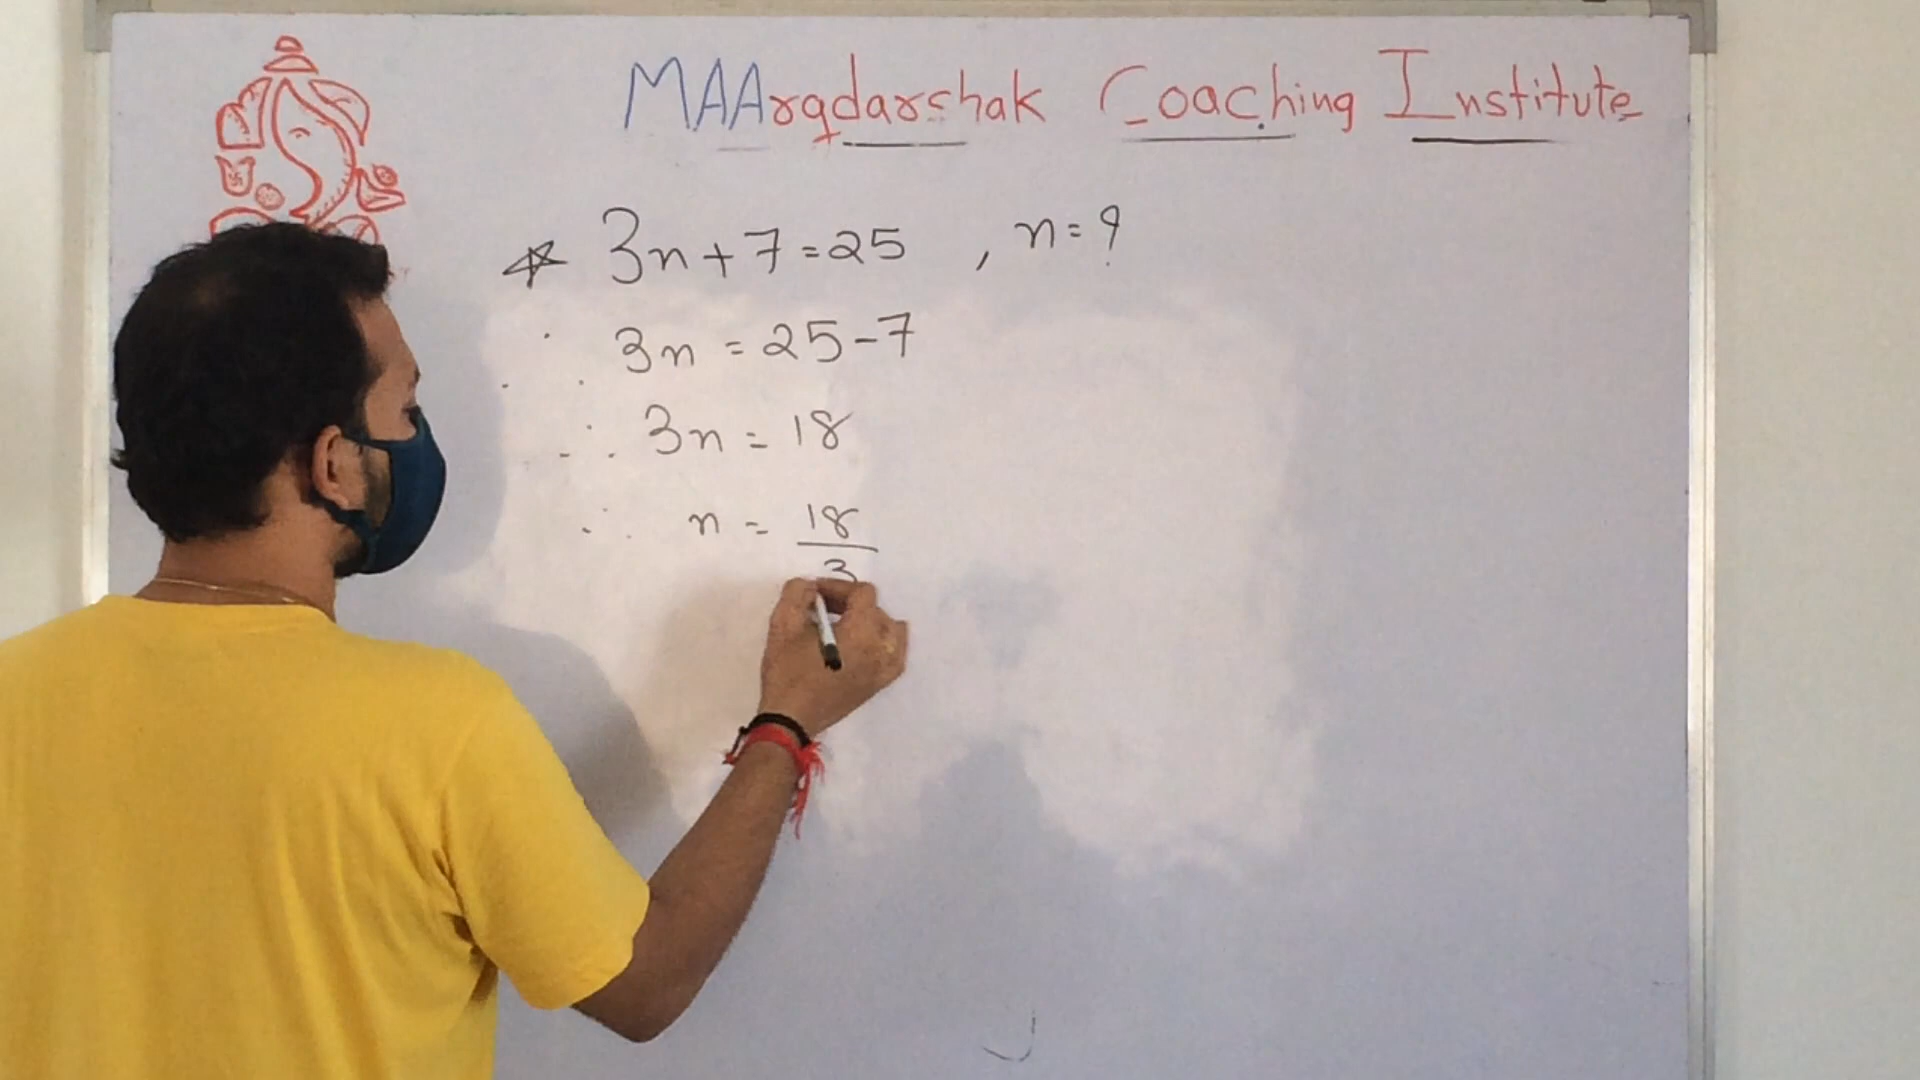 MAArgdarshak Coaching Institute
* 3n+7=25 , n=?
∴ 3n = 25-7
∴ 3n = 18
∴ n = 18/3